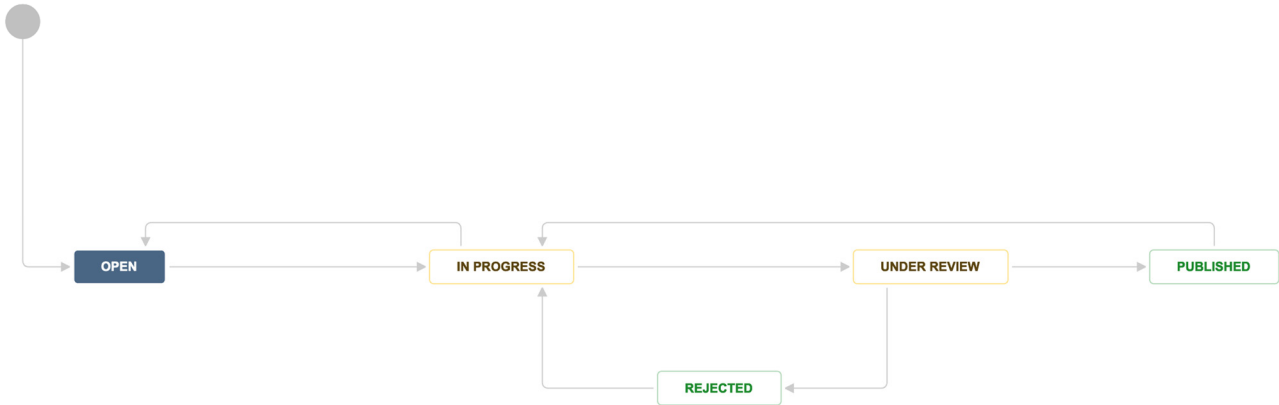 OPEN
IN PROGRESS
UNDER REVIEW
PUBLISHED
REJECTED